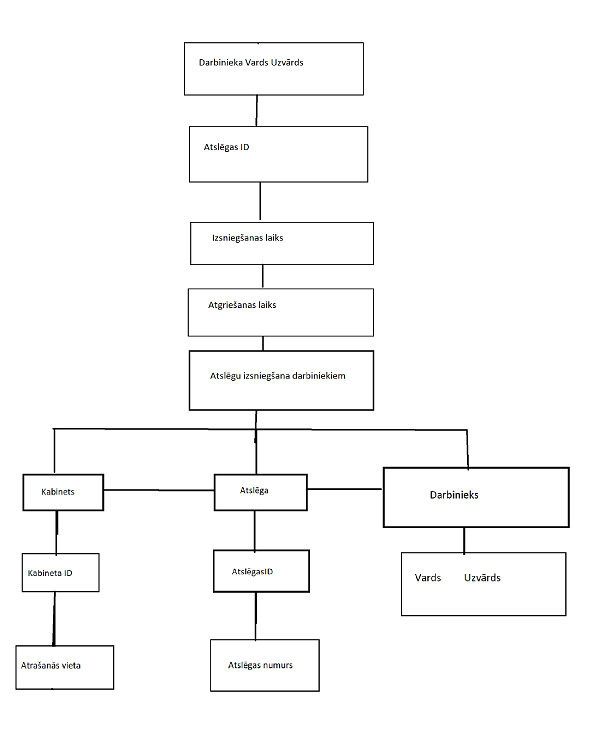 Darbinieka Vards Uzvārds
Atslēgas ID
Izsniegšanas laiks
Atgriešanas laiks
Atslēgu izsniegšana darbiniekiem
Kabinets
Atslēga
Darbinieks
Kabineta ID
AtslēgasID
Vards Uzvārds
Atrašanās vieta
Atslēgas numurs